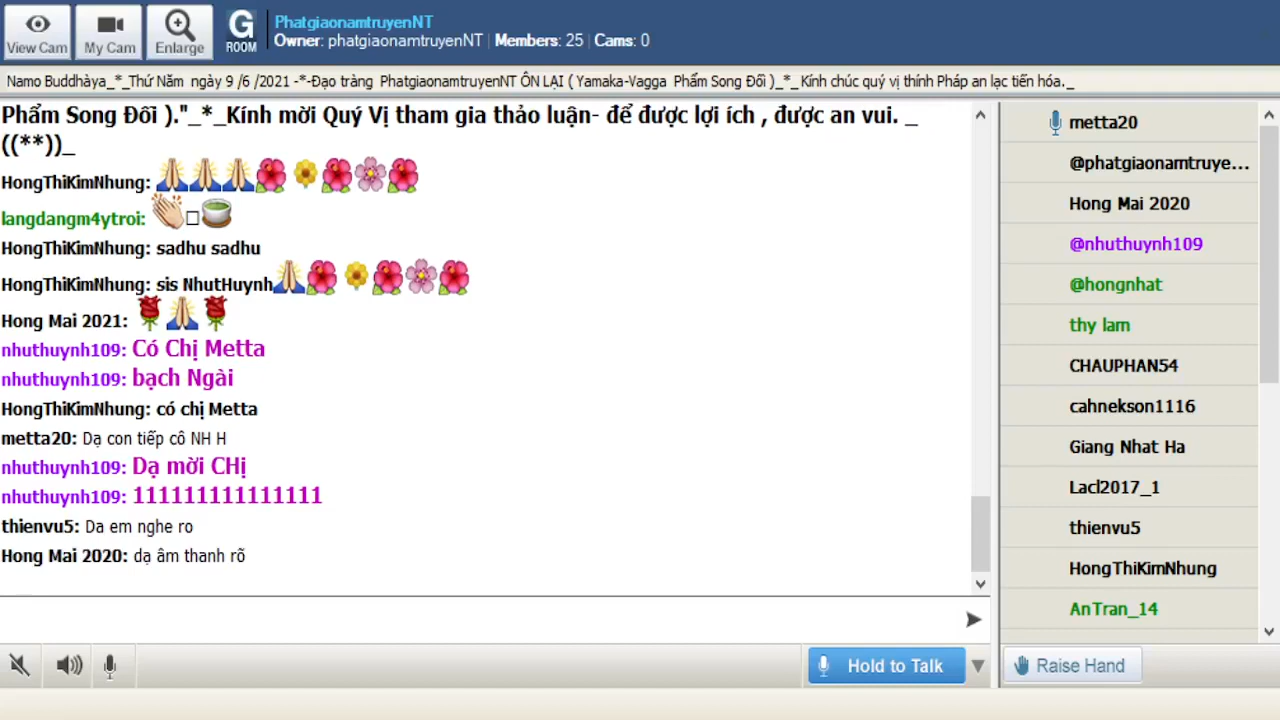 View Cam
My Cam
Enlarge
G
ROOM
PhatgiaonamtruyenNT
Owner: phatgiaonamtruyenNT | Members: 25 | Cams: 0
Namo Buddhàya_*_Thứ Năm ngày 9 /6 /2021 -*-Đạo tràng PhatgiaonamtruyenNT ÔN LẠI ( Yamaka-Vagga Phẩm Song Đối )_*_ Kính chúc quý vị thính Pháp an lạc tiến hóa._
Phẩm Song Đối )."_*_Kính mời Quý Vị tham gia thảo luận- để được lợi ích , được an vui. _
((**))_
HongThiKimNhung: 🙏🙏🙏🌺🌼🌺🌸🌺
langdangm4ytroi: 👏🍵
HongThiKimNhung: sadhu sadhu
HongThiKimNhung: sis NhutHuynh🙏🌺🌼🌺🌸🌺
Hong Mai 2021: 🌹🙏🌹
nhuthuynh109: Có Chị Metta
nhuthuynh109: bạch Ngài
HongThiKimNhung: có chị Metta
metta20: Dạ con tiếp cô NH H
nhuthuynh109: Dạ mời CHị
nhuthuynh109: 111111111111111
thienvu5: Da em nghe ro
Hong Mai 2020: dạ âm thanh rõ
Hold to Talk
metta20
@phatgiaonamtruye...
Hong Mai 2020
@nhuthuynh109
@hongnhat
thy lam
CHAUPHAN54
cahnekson1116
Giang Nhat Ha
Lacl2017_1
thienvu5
HongThiKimNhung
AnTran_14
Raise Hand